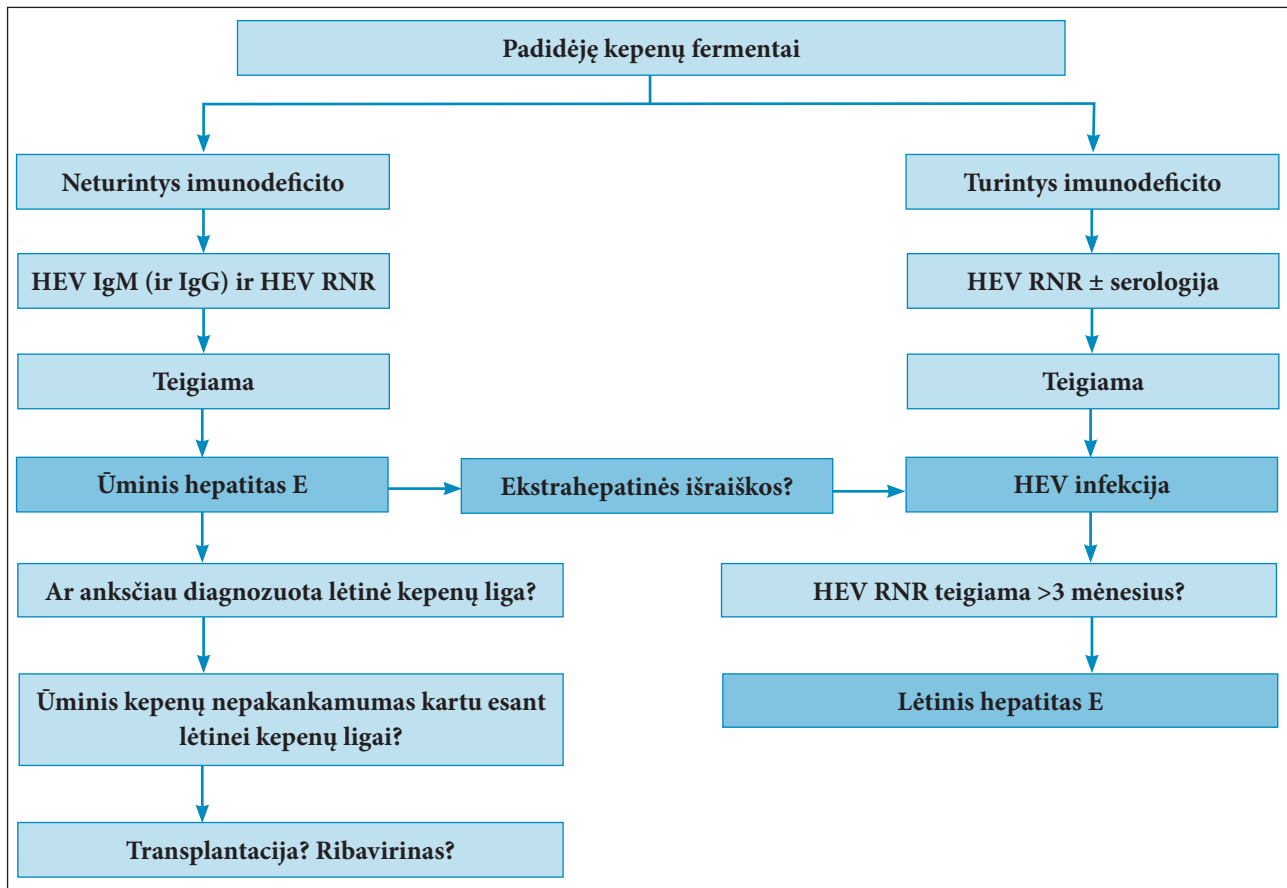 Padidėję kepenų fermentai
Neturintys imunodeficito
Turintys imunodeficito
HEV IgM (ir IgG) ir HEV RNR
HEV RNR ± serologija
Teigiama
Teigiama
Ūminis hepatitas E
Ekstrahepatinės išraiškos?
HEV infekcija
Ar anksčiau diagnozuota lėtinė kepenų liga?
HEV RNR teigiama >3 mėnesius?
Ūminis kepenų nepakankamumas kartu esant
lėtinei kepenų ligai?
Lėtinis hepatitas E
Transplantacija? Ribavirinas?